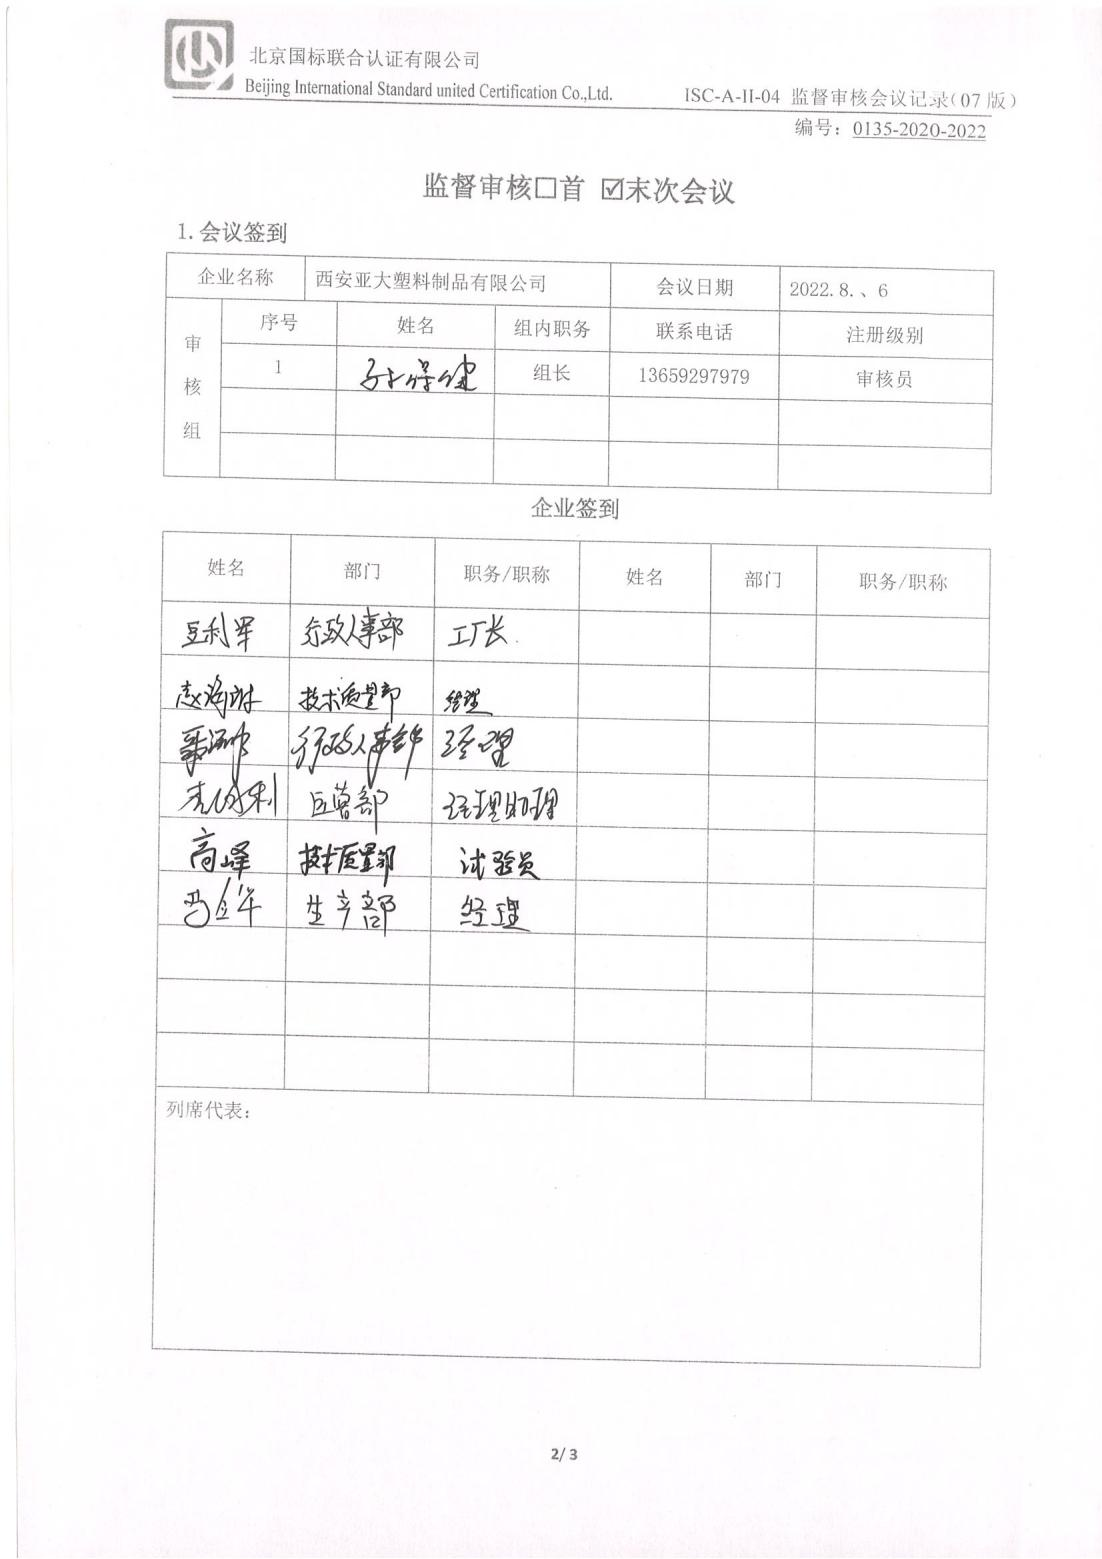 北京国标联合认证有限公司
Beijing International Standard united Certification Co.,Ltd.
ISC-A-II-04 监督审核会议记录(07版)
编号: 0135-2020-2022
监督审核□首 ☑末次会议
1.会议签到
企业名称 西安亚大塑料制品有限公司 会议日期 2022.8.、6
审核组 序号 姓名 组内职务 联系电话 注册级别
1 组长 13659297979 审核员
企业签到
姓名 部门 职务/职称 姓名 部门 职务/职称
豆利军 行政人事部 工厂长.
技术质量部 经理
行政人事部 经理
部 经理助理
高峰 技术质量部 试验员
生产部 经理
列席代表:
2/3